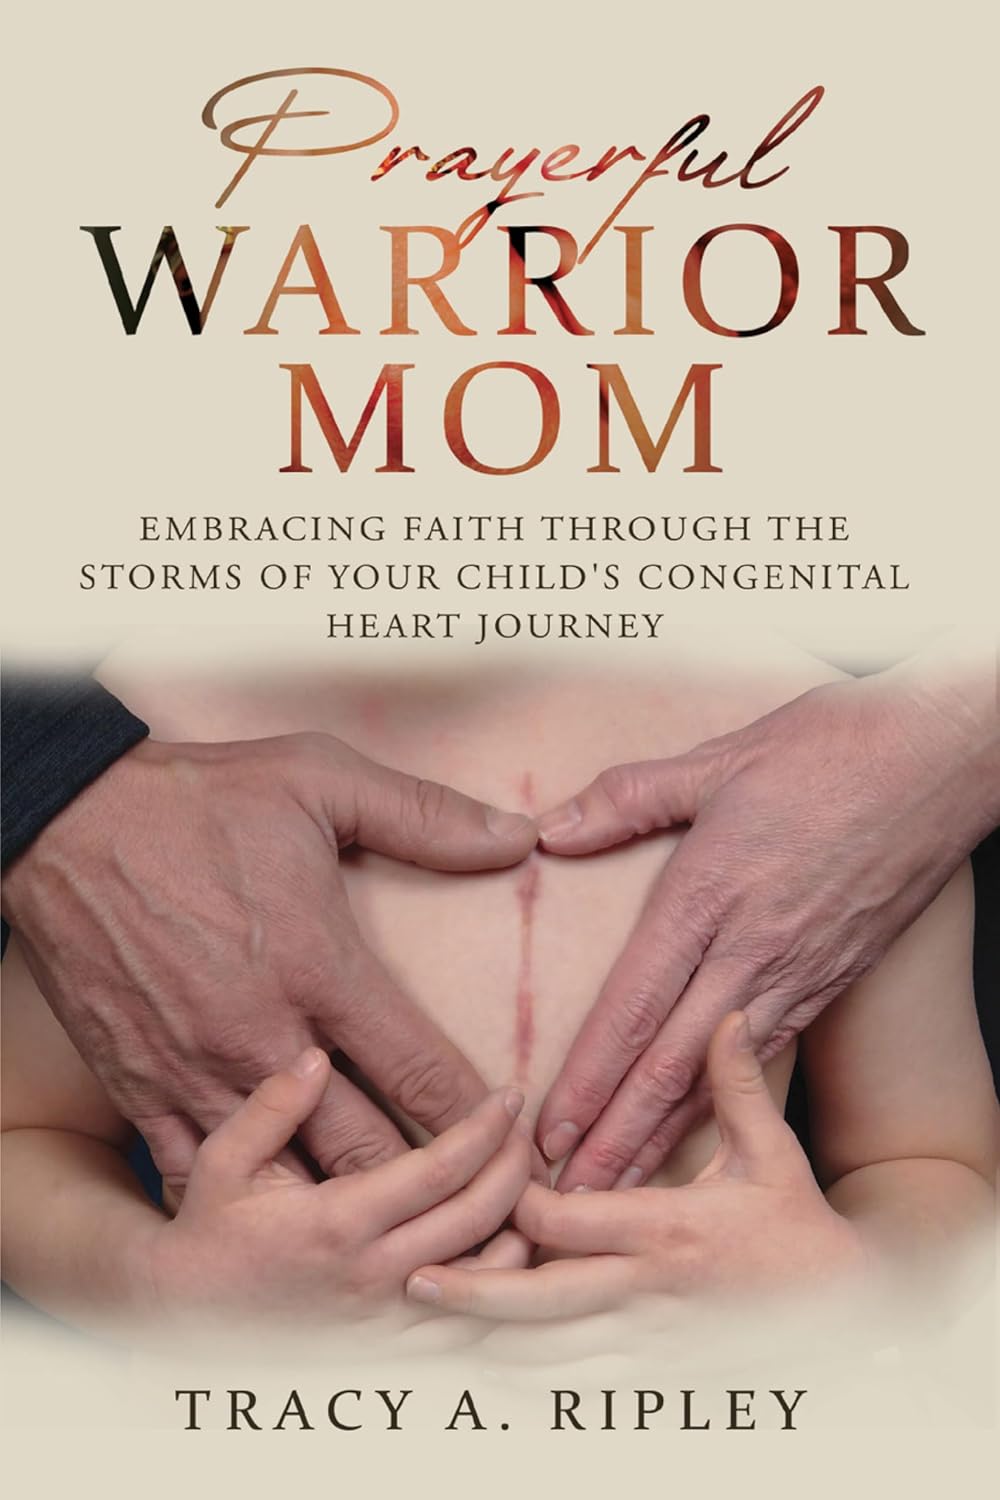 Prayerful
WARRIOR
MOM
EMBRACING FAITH THROUGH THE
STORMS OF YOUR CHILD'S CONGENITAL
HEART JOURNEY
TRACY A. RIPLEY